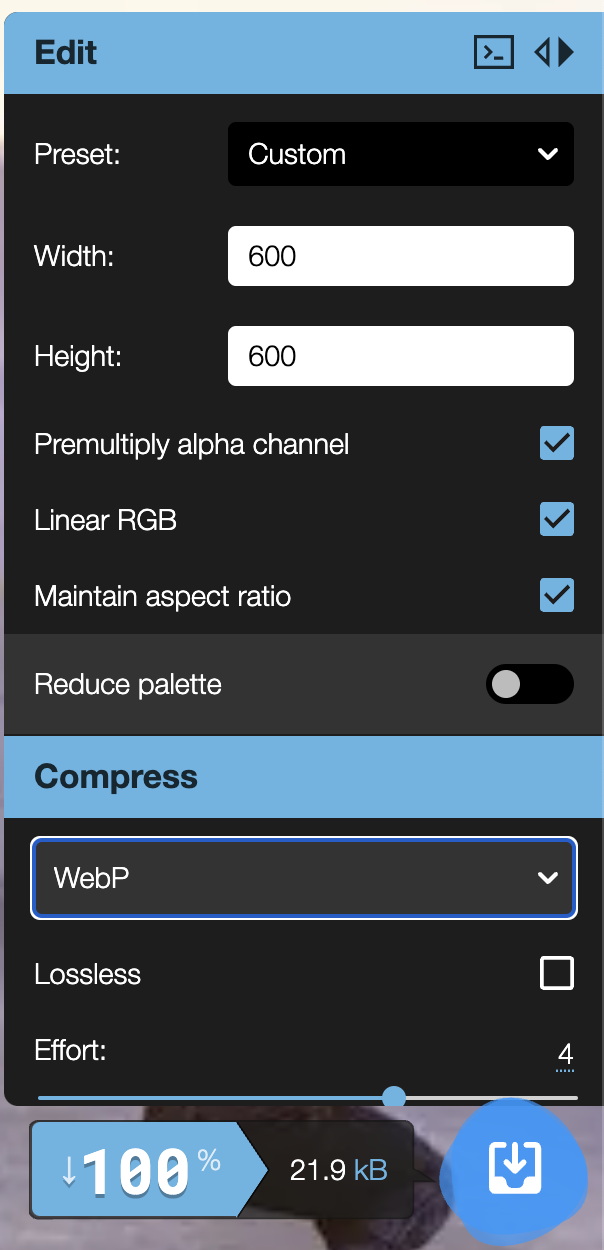 Edit
Preset: Custom
Width: 600
Height: 600
Premultiply alpha channel
Linear RGB
Maintain aspect ratio
Reduce palette
Compress
WebP
Lossless
Effort: 4
↓100% 21.9 kB